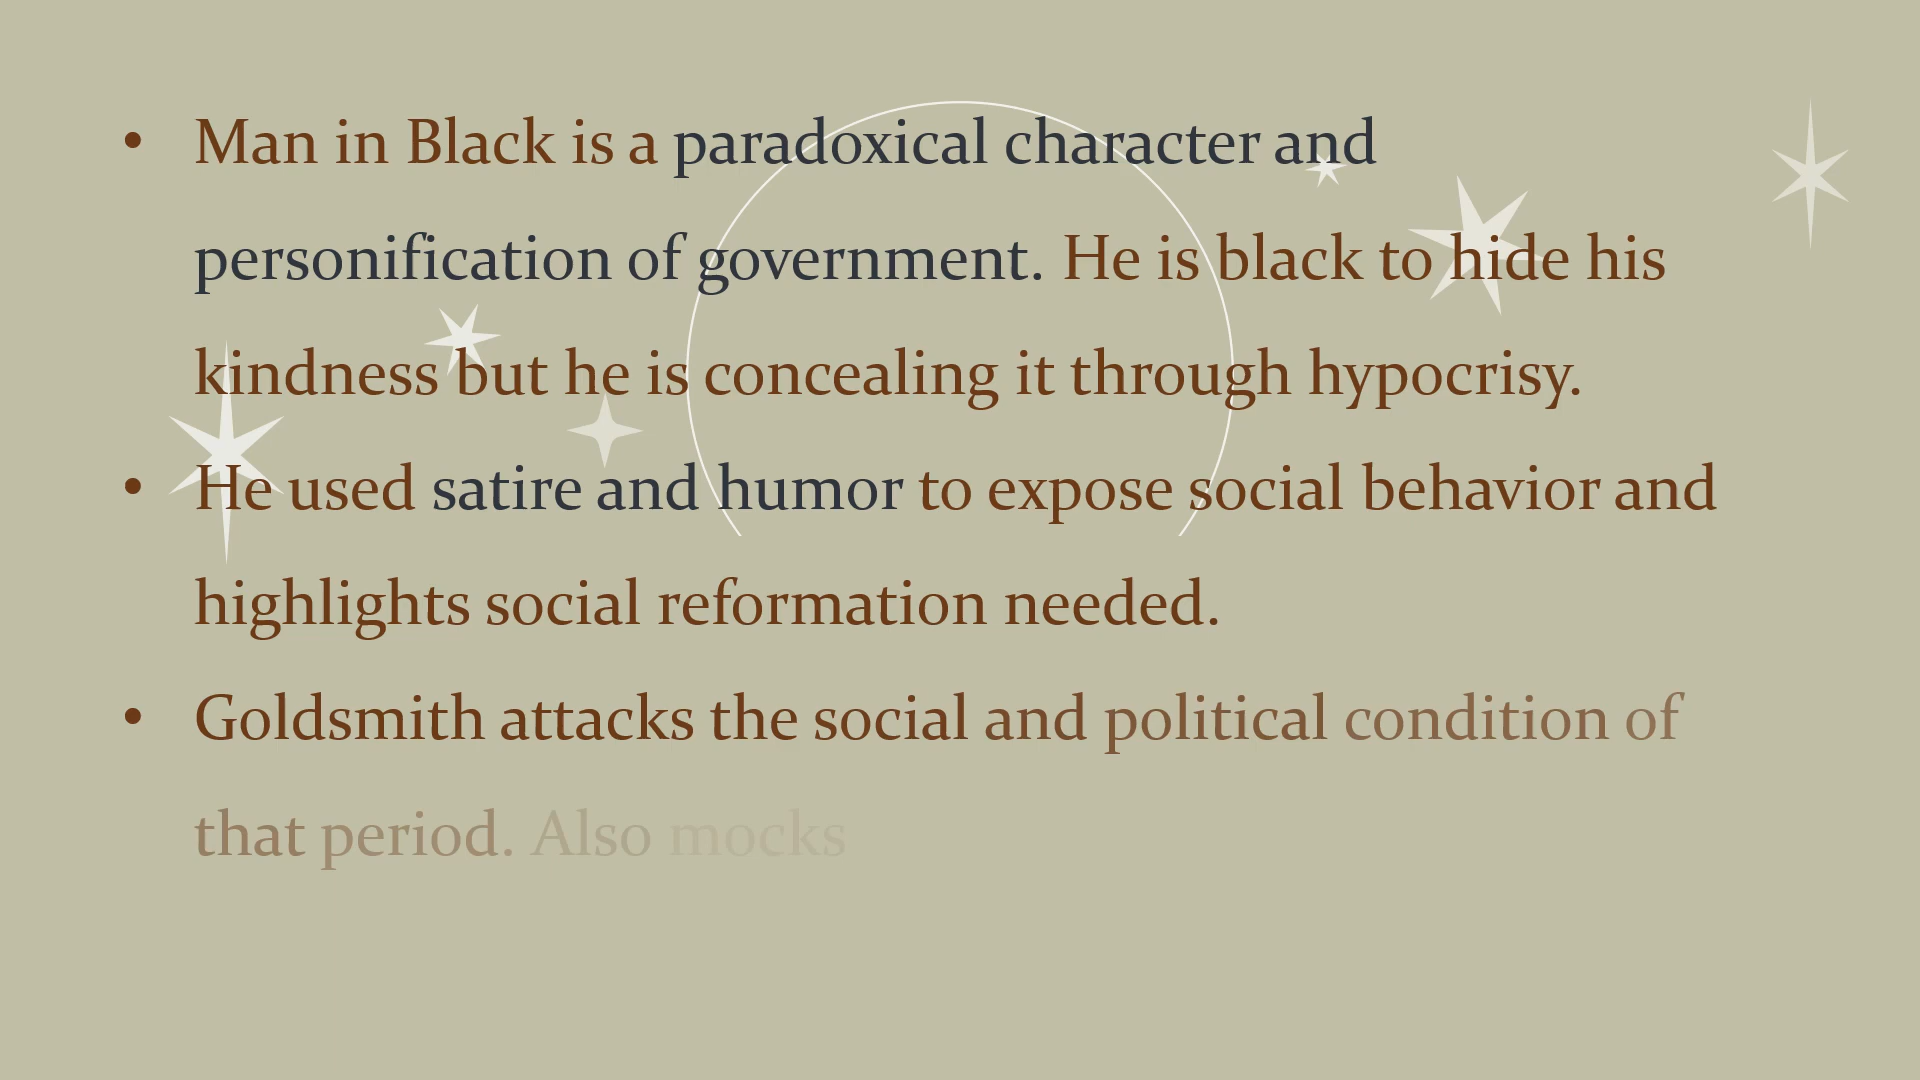 • Man in Black is a paradoxical character and
personification of government. He is black to hide his
kindness but he is concealing it through hypocrisy.
• He used satire and humor to expose social behavior and
highlights social reformation needed.
• Goldsmith attacks the social and political condition of
that period. Also mocks